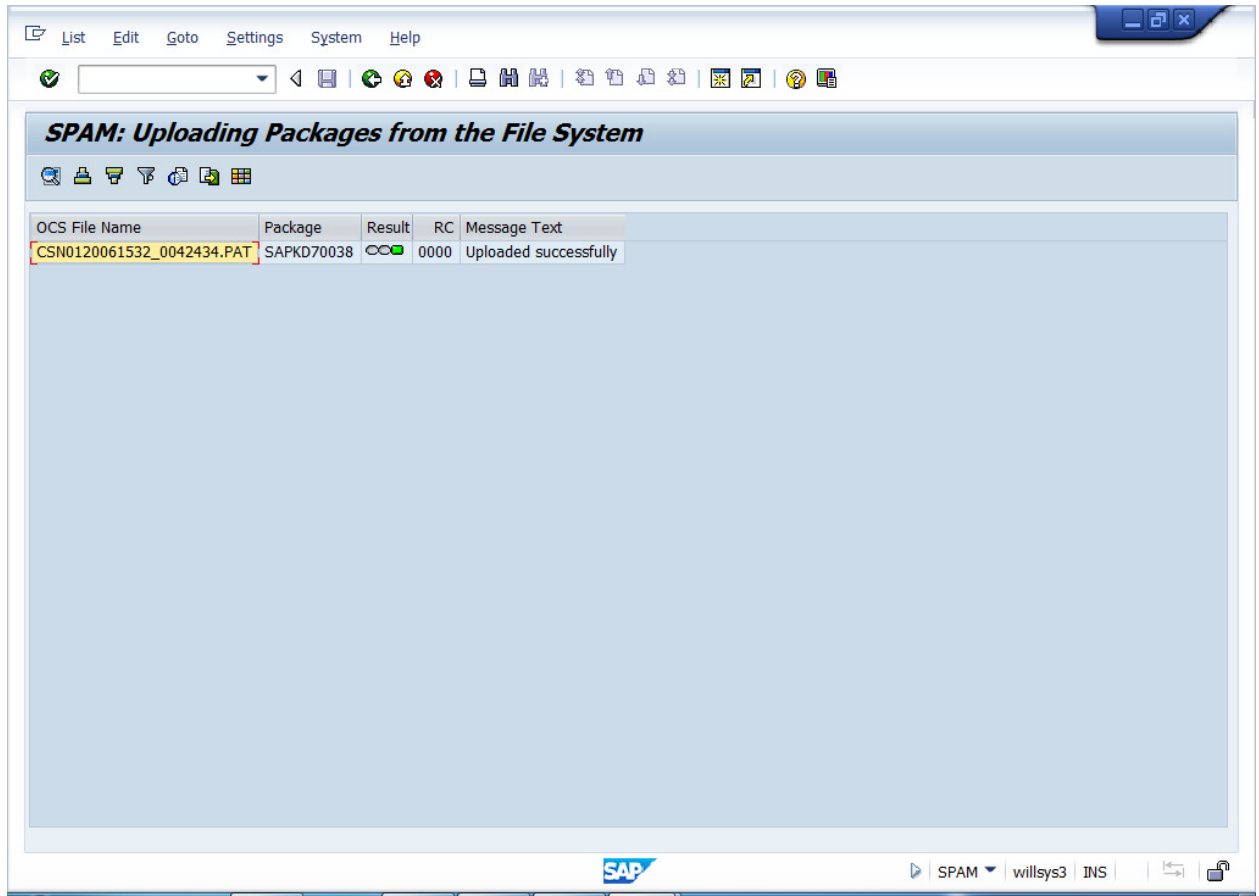 List Edit Goto Settings System Help
SPAM: Uploading Packages from the File System
OCS File Name Package Result RC Message Text
CSN0120061532_0042434.PAT SAPKD70038 0000 Uploaded successfully
SAP SPAM willsys3 INS